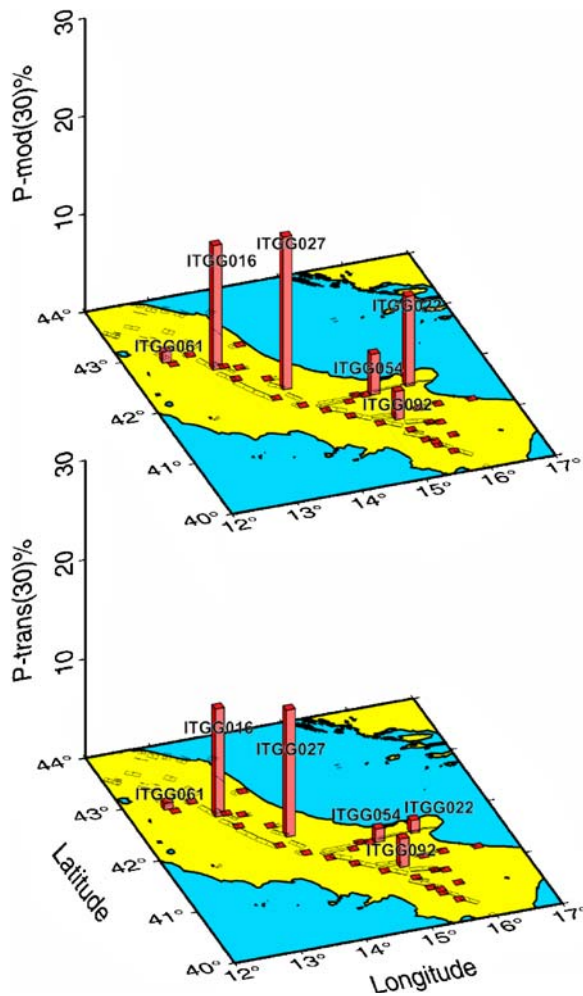 30
20
P-mod(30)%
10
ITGG027
ITGG016
ITGG022
44°
ITGG061
ITGG054
43°
ITGG092
42°
41°
17°
16°
15°
40°
14°
13°
12°
30
20
P-trans(30)%
10
ITGG016
ITGG027
44°
ITGG061
ITGG054
ITGG022
43°
ITGG092
Latitude
42°
41°
17°
16°
15°
40°
14°
13°
12°
Longitude